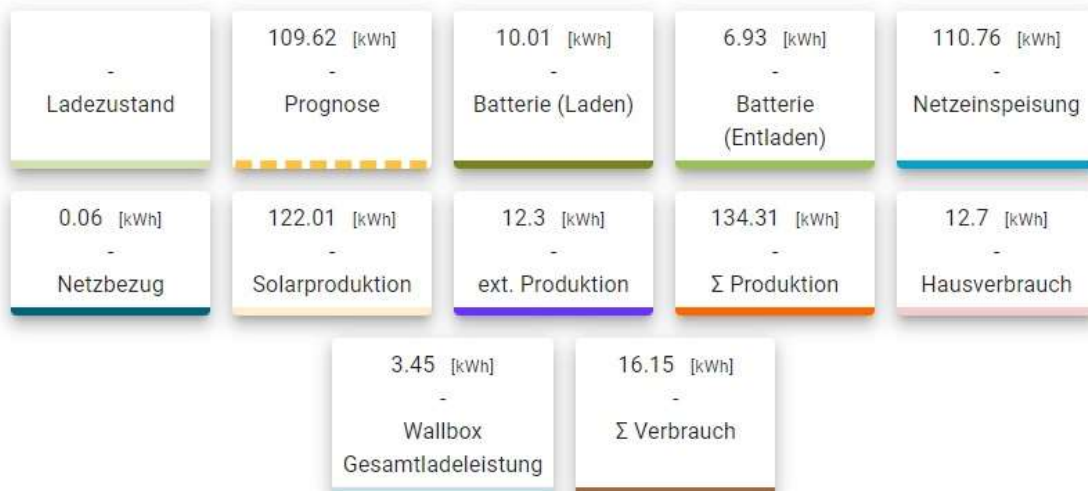 -
Ladezustand
109.62 [kWh]
-
Prognose
10.01 [kWh]
-
Batterie (Laden)
6.93 [kWh]
-
Batterie
(Entladen)
110.76 [kWh]
-
Netzeinspeisung
0.06 [kWh]
-
Netzbezug
122.01 [kWh]
-
Solarproduktion
12.3 [kWh]
-
ext. Produktion
134.31 [kWh]
-
Σ Produktion
12.7 [kWh]
-
Hausverbrauch
3.45 [kWh]
-
Wallbox
Gesamtladeleistung
16.15 [kWh]
-
Σ Verbrauch